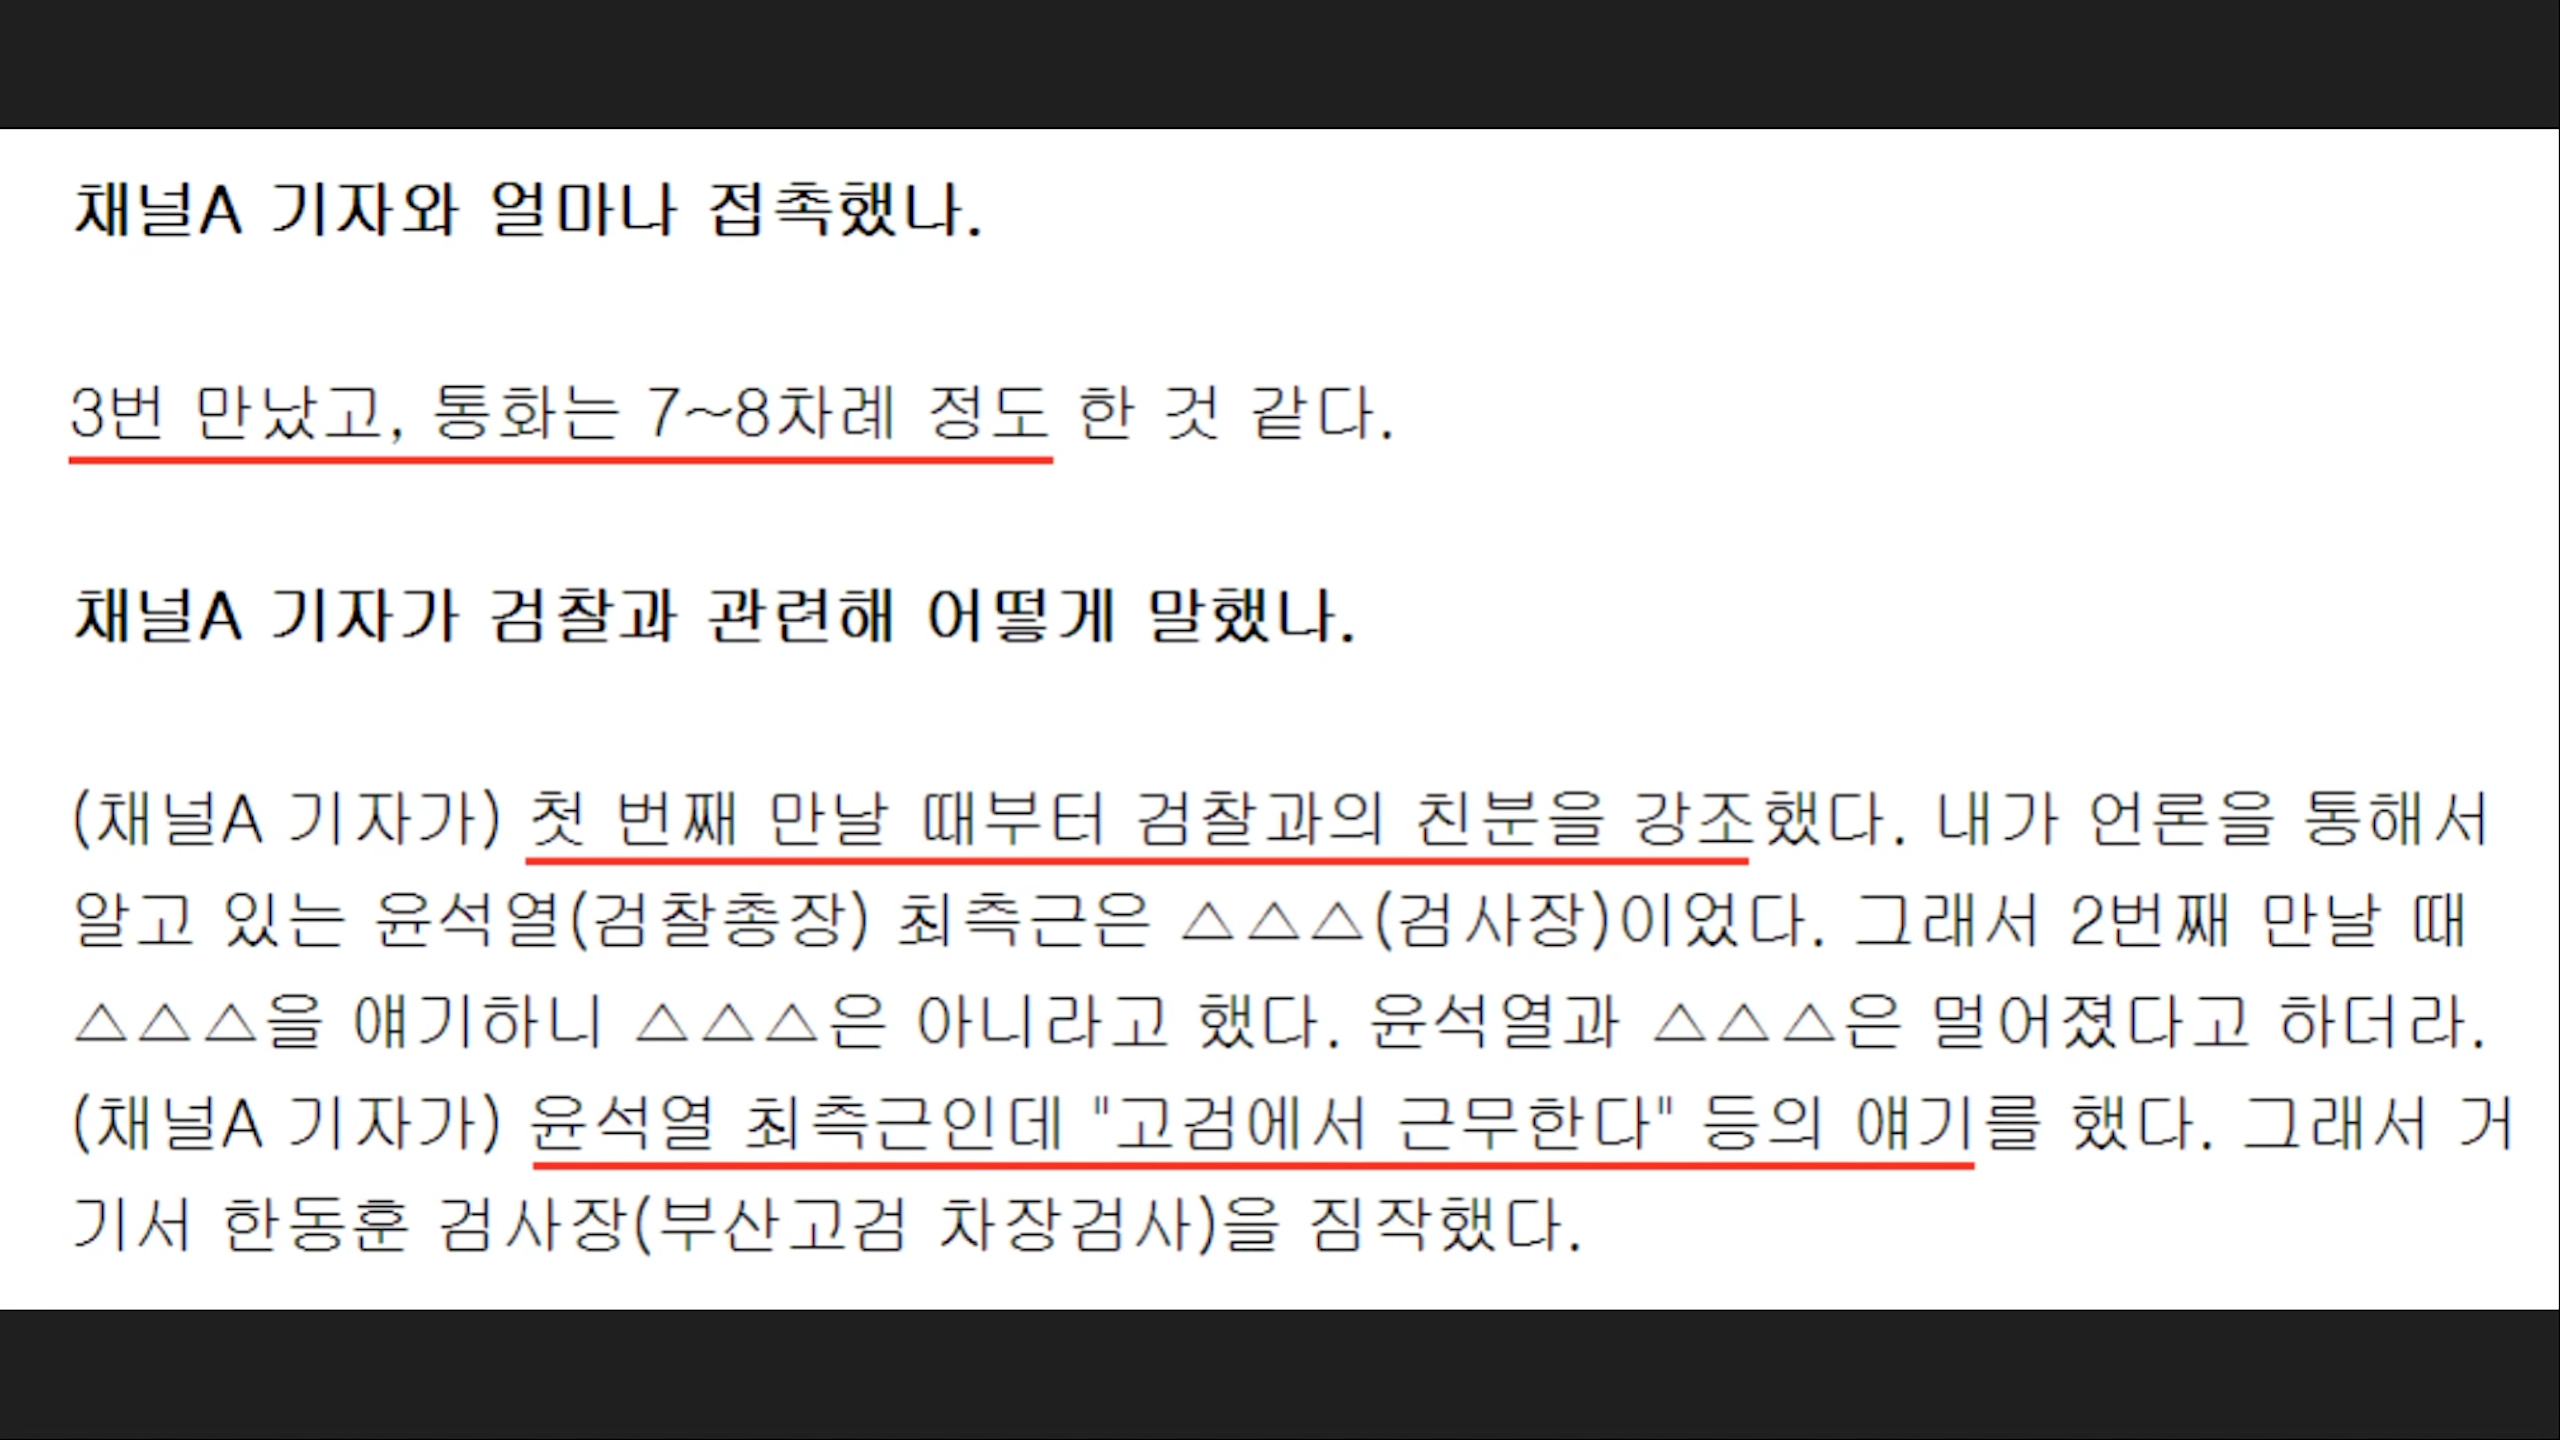 채널A 기자와 얼마나 접촉했나.
3번 만났고, 통화는 7~8차례 정도 한 것 같다.
채널A 기자가 검찰과 관련해 어떻게 말했나.
(채널A 기자가) 첫 번째 만날 때부터 검찰과의 친분을 강조했다. 내가 언론을 통해서
알고 있는 윤석열(검찰총장) 최측근은 △△△(검사장)이었다. 그래서 2번째 만날 때
△△△을 얘기하니 △△△은 아니라고 했다. 윤석열과 △△△은 멀어졌다고 하더라.
(채널A 기자가) 윤석열 최측근인데 "고검에서 근무한다" 등의 얘기를 했다. 그래서 거
기서 한동훈 검사장(부산고검 차장검사)을 짐작했다.